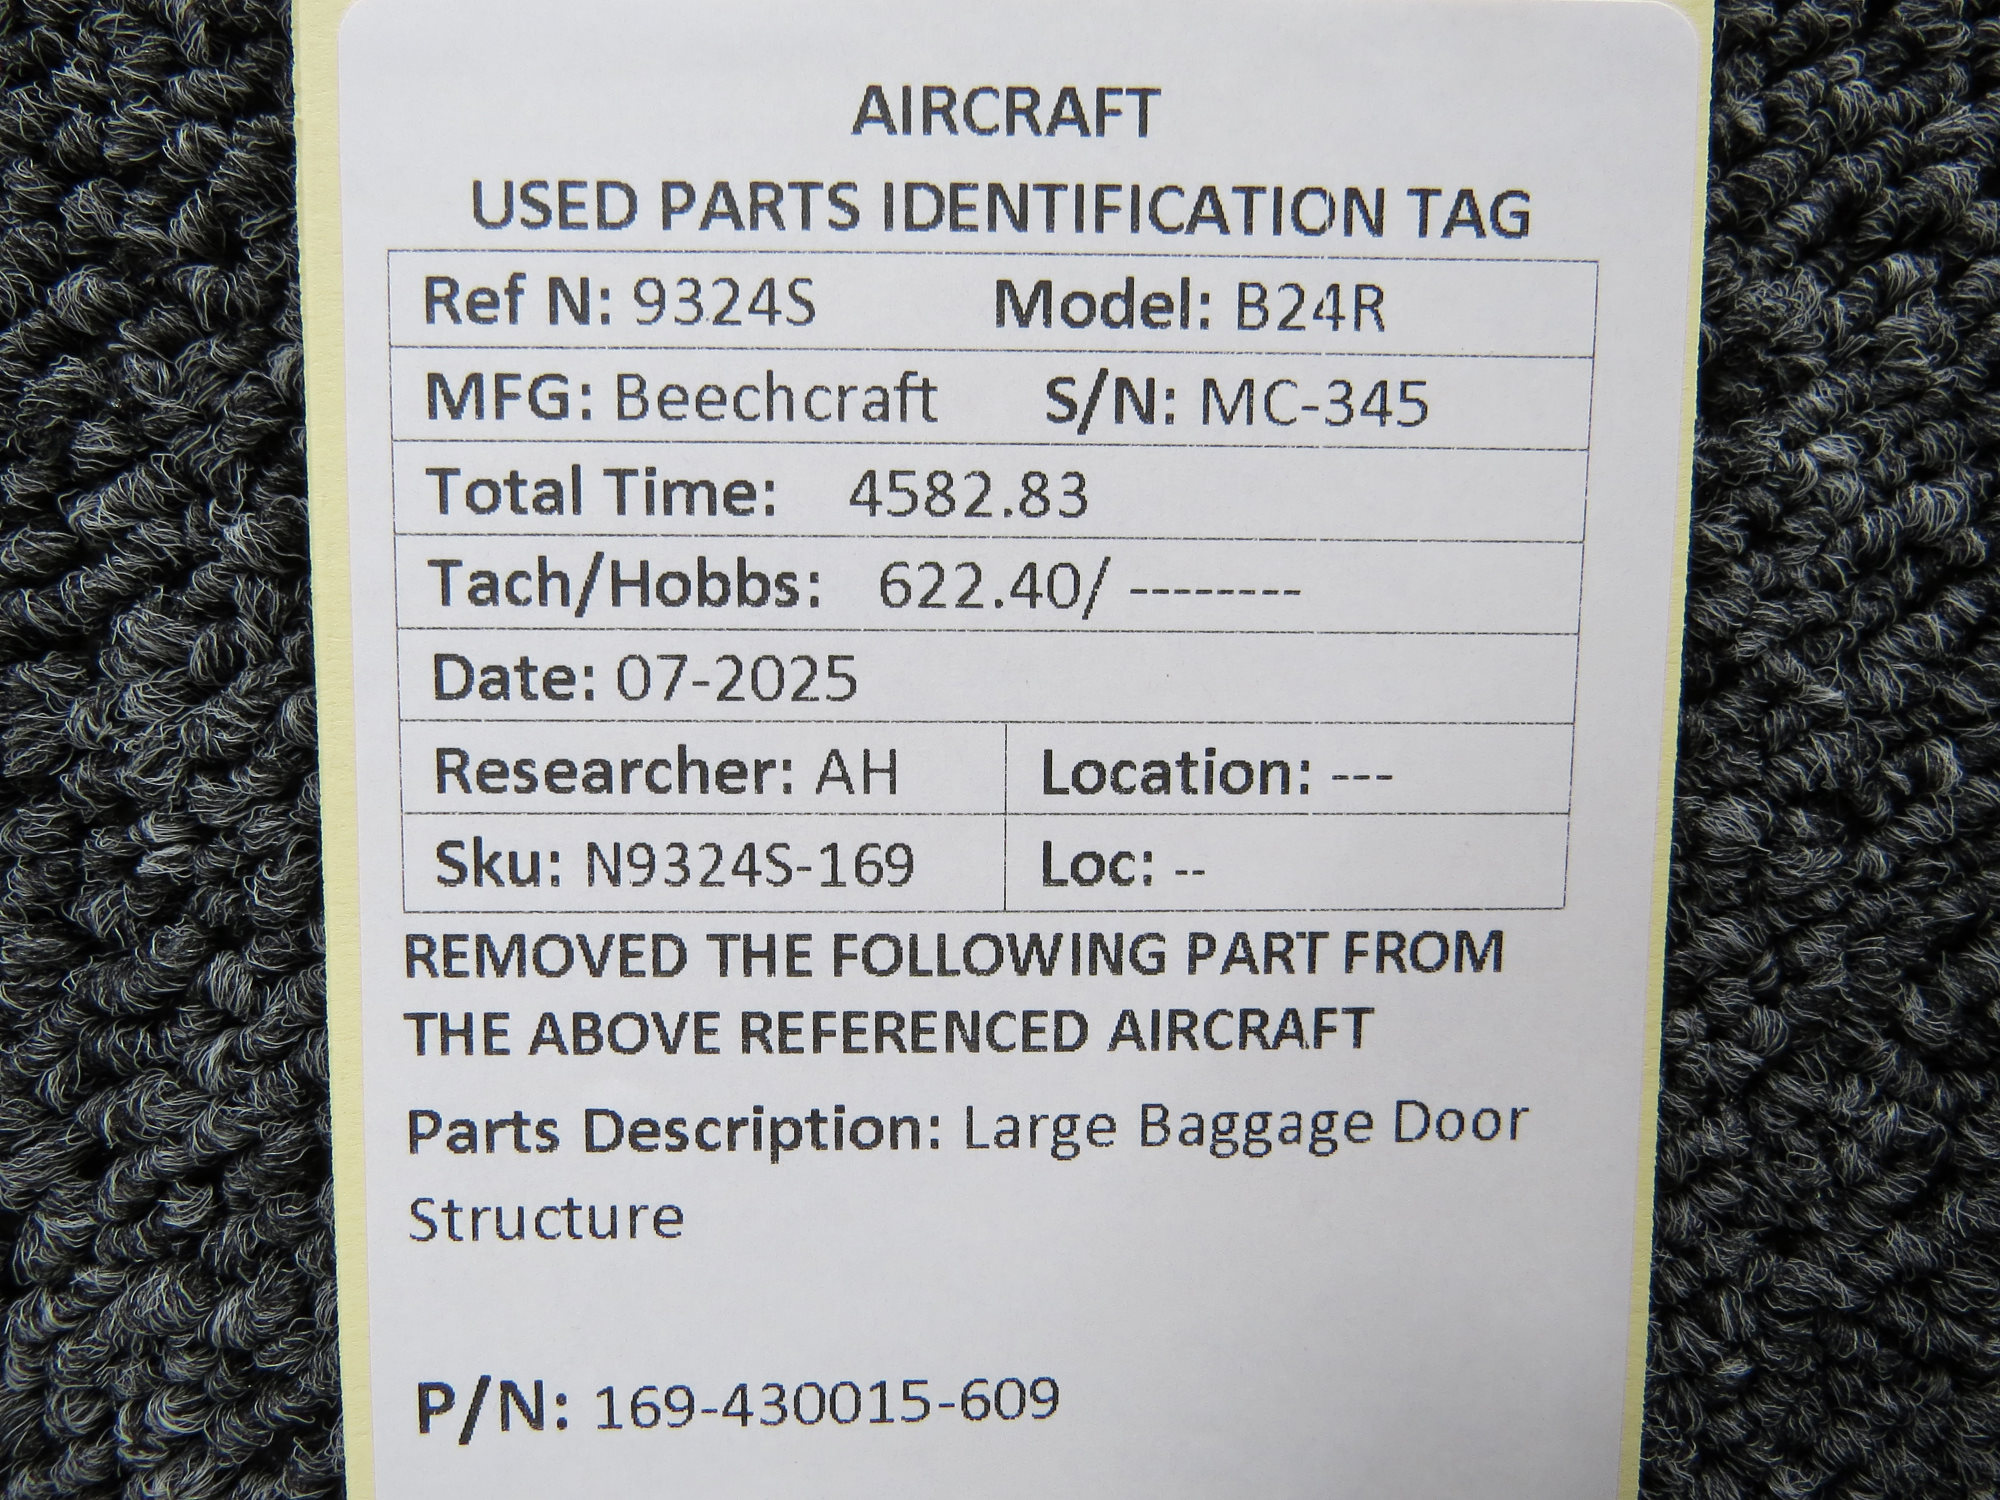 AIRCRAFT
USED PARTS IDENTIFICATION TAG
Ref N: 9324S Model: B24R
MFG: Beechcraft S/N: MC-345
Total Time: 4582.83
Tach/Hobbs: 622.40/ --------
Date: 07-2025
Researcher: AH Location: ---
Sku: N9324S-169 Loc: --
REMOVED THE FOLLOWING PART FROM
THE ABOVE REFERENCED AIRCRAFT
Parts Description: Large Baggage Door
Structure
P/N: 169-430015-609